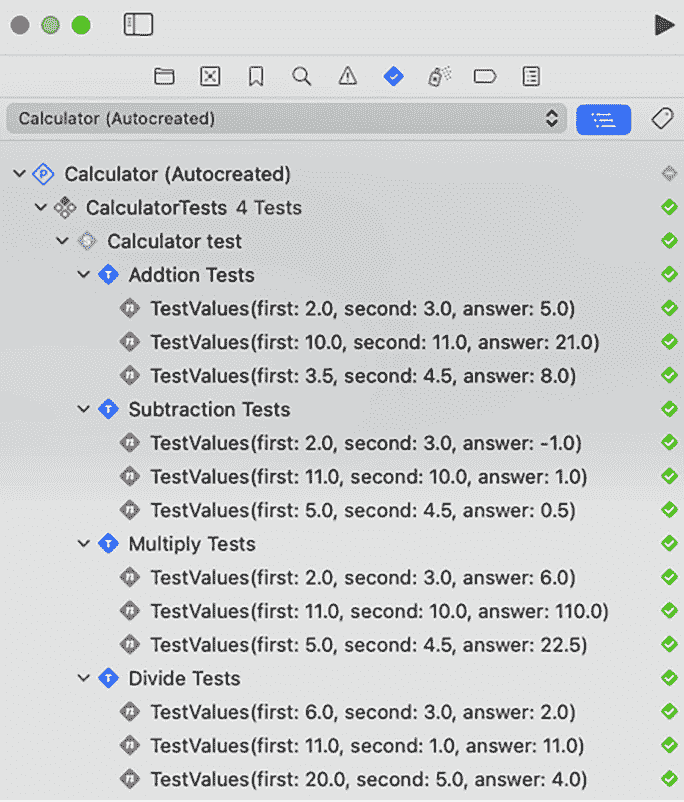 Calculator (Autocreated)
Calculator (Autocreated)
CalculatorTests 4 Tests
Calculator test
Addtion Tests
TestValues(first: 2.0, second: 3.0, answer: 5.0)
TestValues(first: 10.0, second: 11.0, answer: 21.0)
TestValues(first: 3.5, second: 4.5, answer: 8.0)
Subtraction Tests
TestValues(first: 2.0, second: 3.0, answer: -1.0)
TestValues(first: 11.0, second: 10.0, answer: 1.0)
TestValues(first: 5.0, second: 4.5, answer: 0.5)
Multiply Tests
TestValues(first: 2.0, second: 3.0, answer: 6.0)
TestValues(first: 11.0, second: 10.0, answer: 110.0)
TestValues(first: 5.0, second: 4.5, answer: 22.5)
Divide Tests
TestValues(first: 6.0, second: 3.0, answer: 2.0)
TestValues(first: 11.0, second: 1.0, answer: 11.0)
TestValues(first: 20.0, second: 5.0, answer: 4.0)